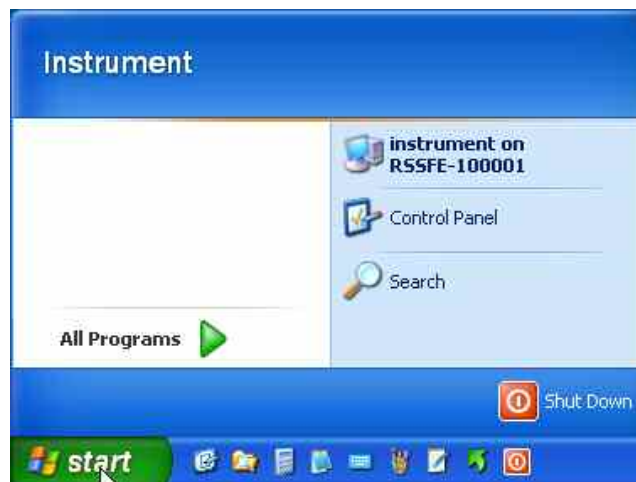 Instrument
instrument on
RSSFE-100001
Control Panel
Search
All Programs
Shut Down
start